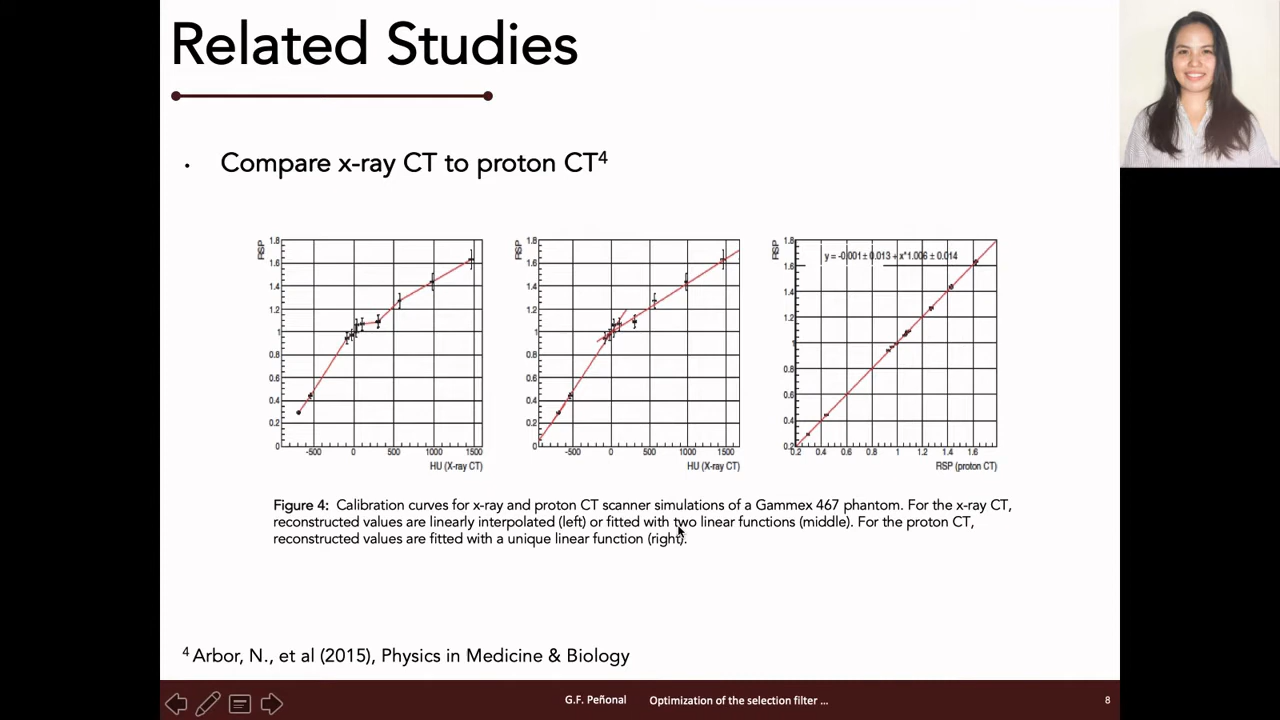 Related Studies
• Compare x-ray CT to proton CT⁴
RSP
1.8
1.6
1.4
1.2
1
0.8
0.6
0.4
0.2
0
-500 0 500 1000 1500
HU (X-ray CT)
RSP
1.8
1.6
1.4
1.2
1
0.8
0.6
0.4
0.2
0
-500 0 500 1000 1500
HU (X-ray CT)
RSP
y = -0.001 ± 0.013 + x*1.006 ± 0.014
1.8
1.6
1.4
1.2
1
0.8
0.6
0.4
0.2
0.2 0.4 0.6 0.8 1 1.2 1.4 1.6
RSP (proton CT)
Figure 4: Calibration curves for x-ray and proton CT scanner simulations of a Gammex 467 phantom. For the x-ray CT,
reconstructed values are linearly interpolated (left) or fitted with two linear functions (middle). For the proton CT,
reconstructed values are fitted with a unique linear function (right).
⁴ Arbor, N., et al (2015), Physics in Medicine & Biology
G.F. Peñonal Optimization of the selection filter ... 8